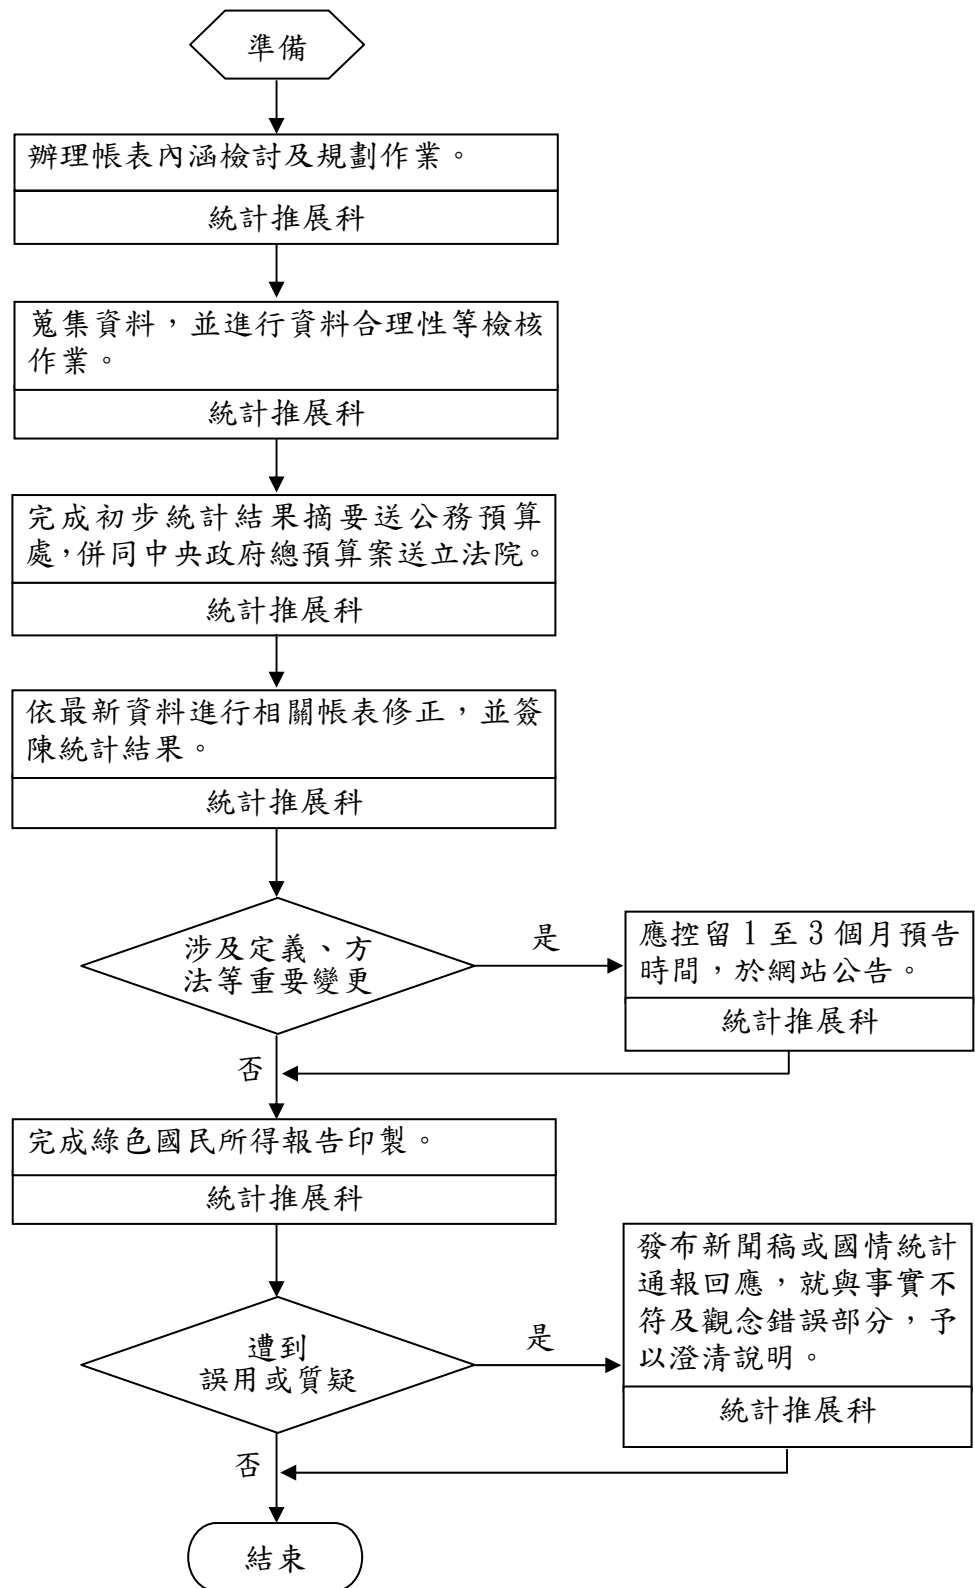 準備
辦理帳表內涵檢討及規劃作業。
統計推展科
蒐集資料，並進行資料合理性等檢核
作業。
統計推展科
完成初步統計結果摘要送公務預算
處，併同中央政府總預算案送立法院。
統計推展科
依最新資料進行相關帳表修正，並簽
陳統計結果。
統計推展科
涉及定義、方
法等重要變更
是
應控留 1 至 3 個月預告
時間，於網站公告。
統計推展科
否
完成綠色國民所得報告印製。
統計推展科
遭到
誤用或質疑
是
發布新聞稿或國情統計
通報回應，就與事實不
符及觀念錯誤部分，予
以澄清說明。
統計推展科
否
結束